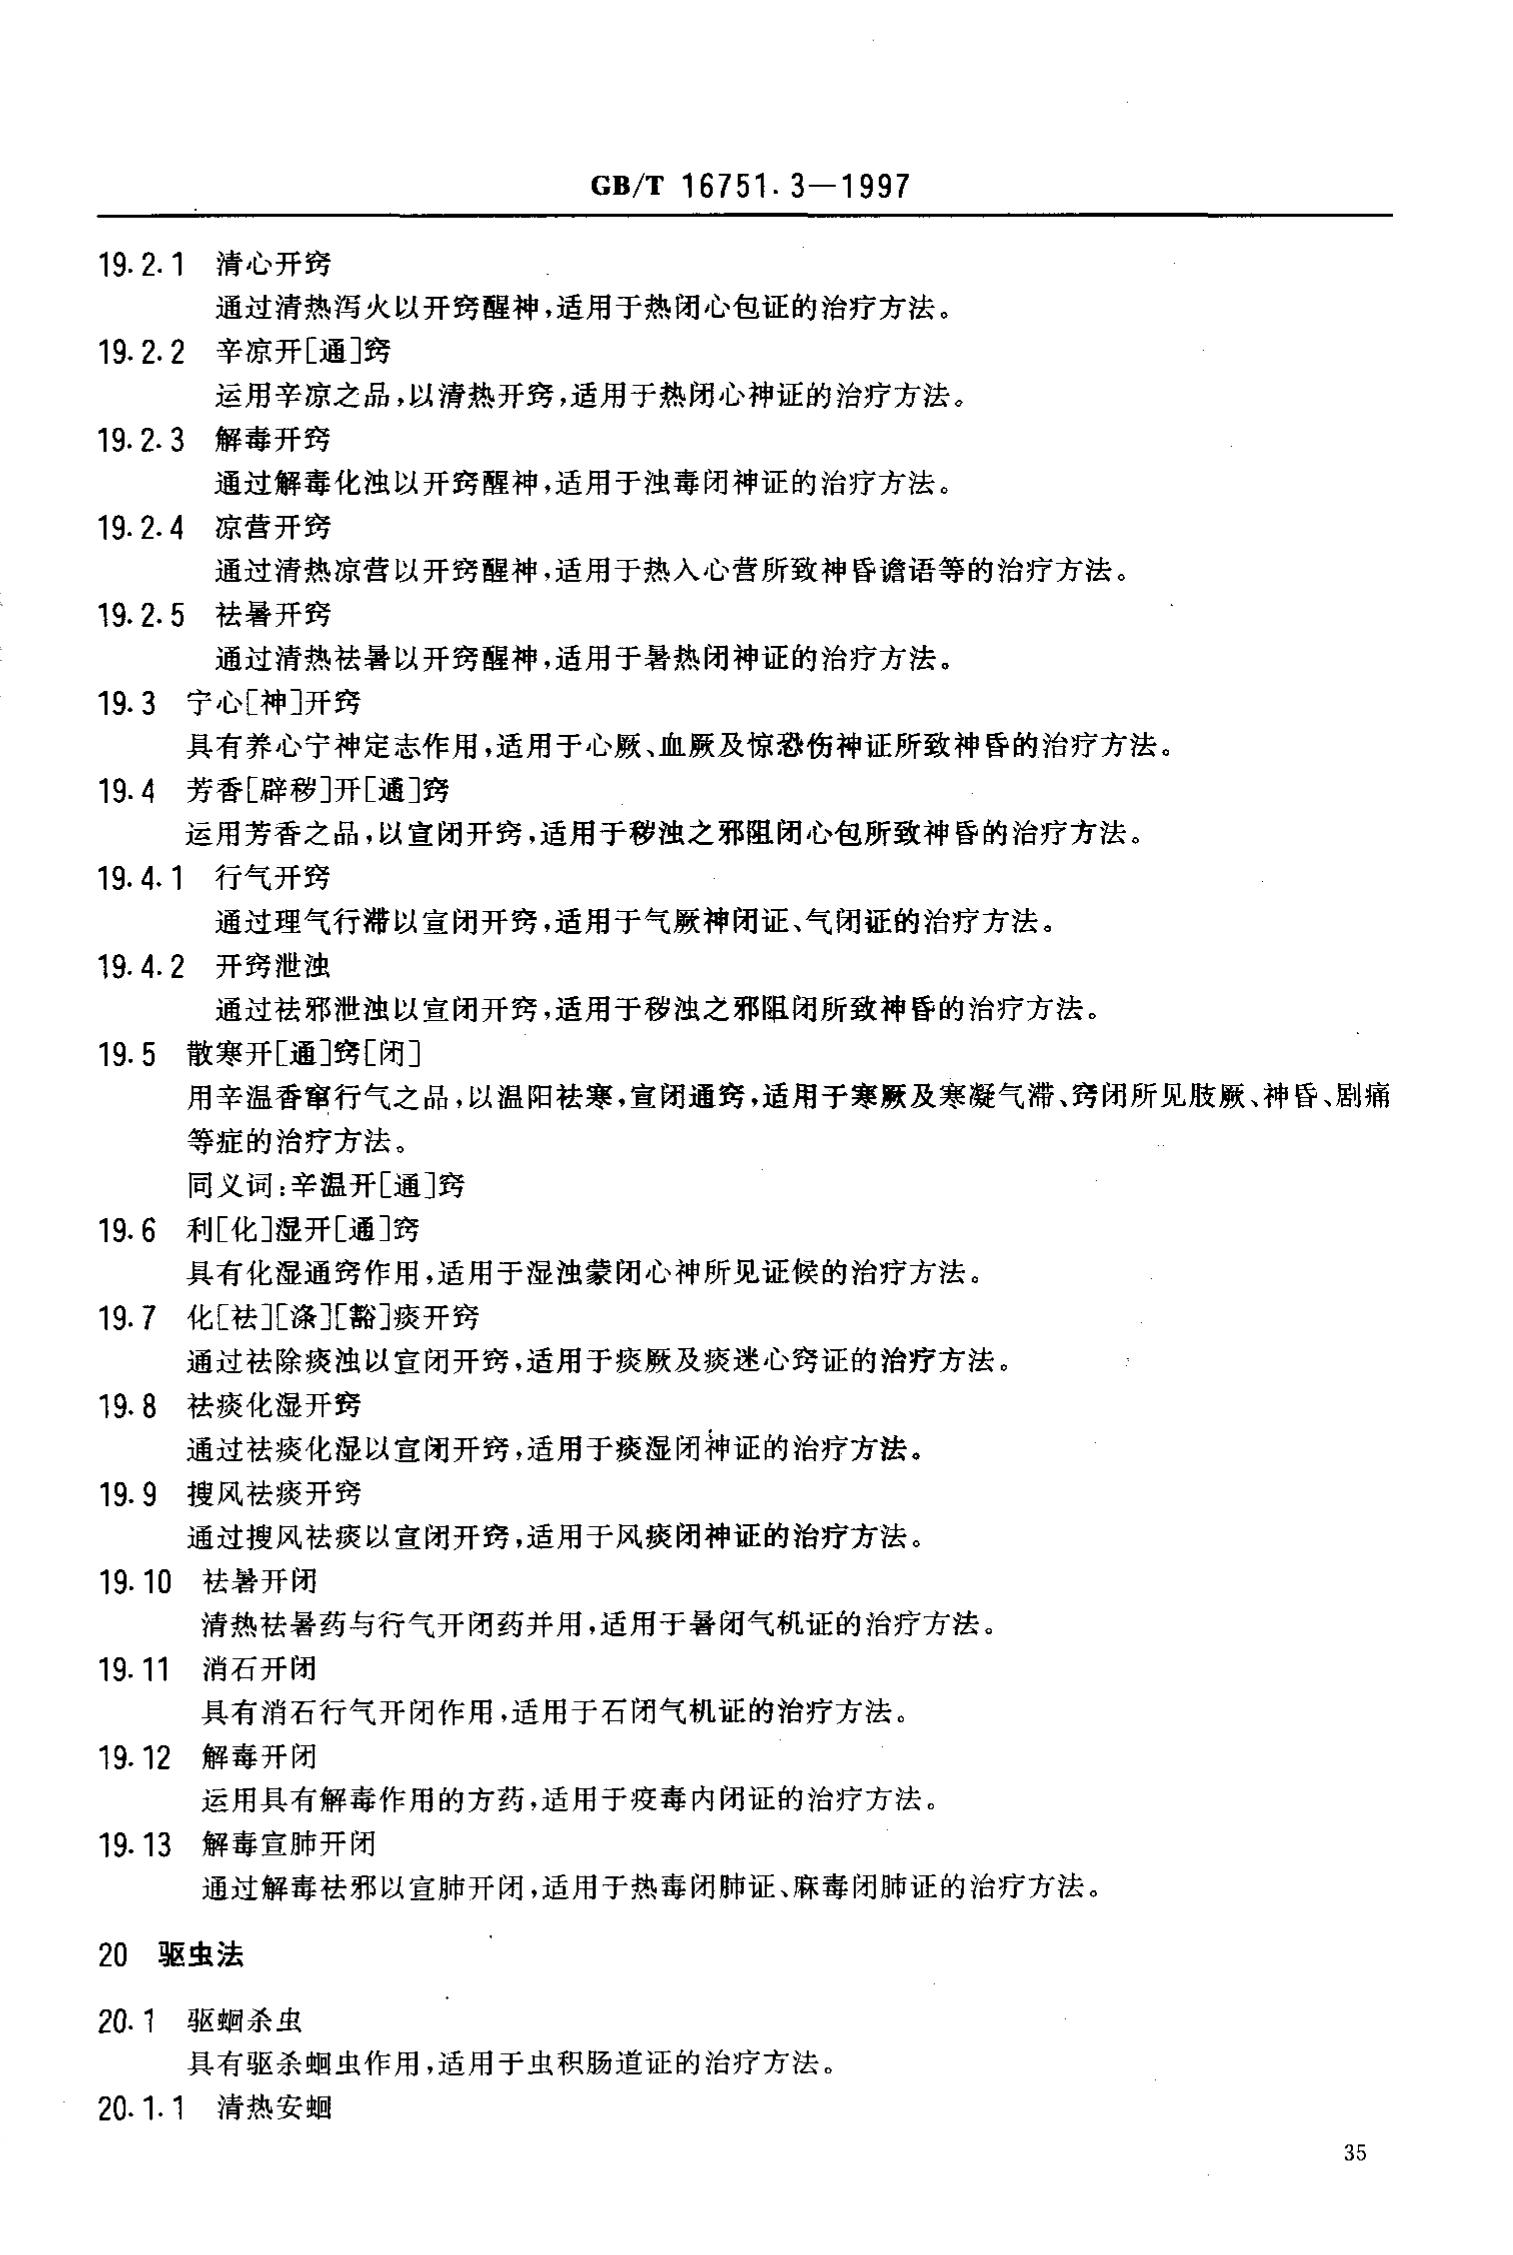 GB/T 16751.3—1997
19.2.1 清心开窍
通过清热泻火以开窍醒神,适用于热闭心包证的治疗方法。
19.2.2 辛凉开[通]窍
运用辛凉之品,以清热开窍,适用于热闭心神证的治疗方法。
19.2.3 解毒开窍
通过解毒化浊以开窍醒神,适用于浊毒闭神证的治疗方法。
19.2.4 凉营开窍
通过清热凉营以开窍醒神,适用于热入心营所致神昏谵语等的治疗方法。
19.2.5 祛暑开窍
通过清热祛暑以开窍醒神,适用于暑热闭神证的治疗方法。
19.3 宁心[神]开窍
具有养心宁神定志作用,适用于心厥、血厥及惊恐伤神证所致神昏的治疗方法。
19.4 芳香[辟秽]开[通]窍
运用芳香之品,以宣闭开窍,适用于秽浊之邪阻闭心包所致神昏的治疗方法。
19.4.1 行气开窍
通过理气行滞以宣闭开窍,适用于气厥神闭证、气闭证的治疗方法。
19.4.2 开窍泄浊
通过祛邪泄浊以宣闭开窍,适用于秽浊之邪阻闭所致神昏的治疗方法。
19.5 散寒开[通]窍[闭]
用辛温香窜行气之品,以温阳祛寒,宣闭通窍,适用于寒厥及寒凝气滞、窍闭所见肢厥、神昏、剧痛
等症的治疗方法。
同义词:辛温开[通]窍
19.6 利[化]湿开[通]窍
具有化湿通窍作用,适用于湿浊蒙闭心神所见证候的治疗方法。
19.7 化[祛][涤][豁]痰开窍
通过祛除痰浊以宣闭开窍,适用于痰厥及痰迷心窍证的治疗方法。
19.8 祛痰化湿开窍
通过祛痰化湿以宣闭开窍,适用于痰湿闭神证的治疗方法。
19.9 搜风祛痰开窍
通过搜风祛痰以宣闭开窍,适用于风痰闭神证的治疗方法。
19.10 祛暑开闭
清热祛暑药与行气开闭药并用,适用于暑闭气机证的治疗方法。
19.11 消石开闭
具有消石行气开闭作用,适用于石闭气机证的治疗方法。
19.12 解毒开闭
运用具有解毒作用的方药,适用于疫毒内闭证的治疗方法。
19.13 解毒宣肺开闭
通过解毒祛邪以宣肺开闭,适用于热毒闭肺证、麻毒闭肺证的治疗方法。
20 驱虫法
20.1 驱蛔杀虫
具有驱杀蛔虫作用,适用于虫积肠道证的治疗方法。
20.1.1 清热安蛔
35